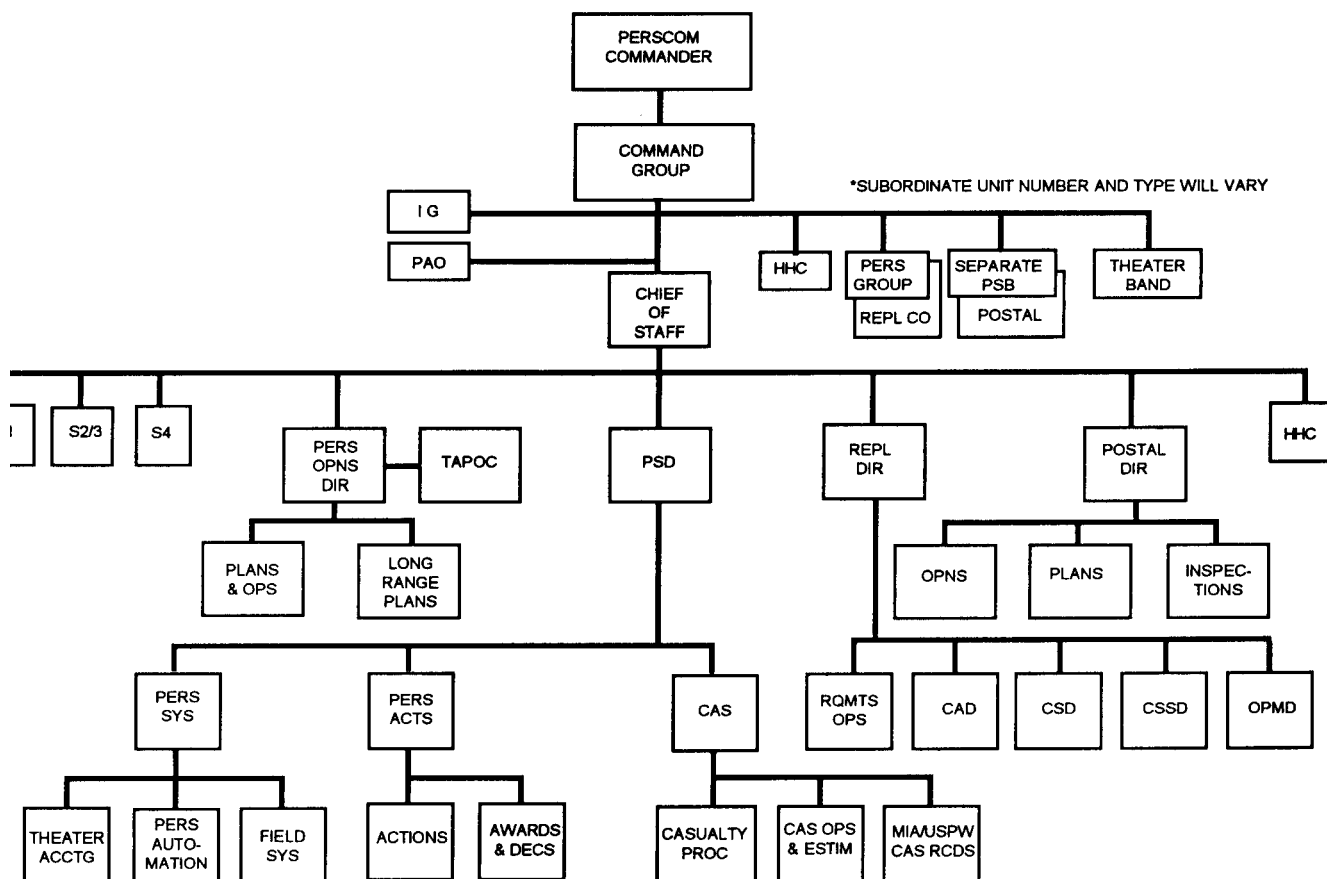 PERSCOM
COMMANDER
COMMAND
GROUP
*SUBORDINATE UNIT NUMBER AND TYPE WILL VARY
I G
PAO
HHC
PERS
GROUP
REPL CO
SEPARATE
PSB
POSTAL
THEATER
BAND
CHIEF
OF
STAFF
S2/3
S4
PERS
OPNS
DIR
TAPOC
PSD
REPL
DIR
POSTAL
DIR
HHC
PLANS
& OPS
LONG
RANGE
PLANS
OPNS
PLANS
INSPEC-
TIONS
PERS
SYS
PERS
ACTS
CAS
RQMTS
OPS
CAD
CSD
CSSD
OPMD
THEATER
ACCTG
PERS
AUTO-
MATION
FIELD
SYS
ACTIONS
AWARDS
& DECS
CASUALTY
PROC
CAS OPS
& ESTIM
MIA/USPW
CAS RCDS